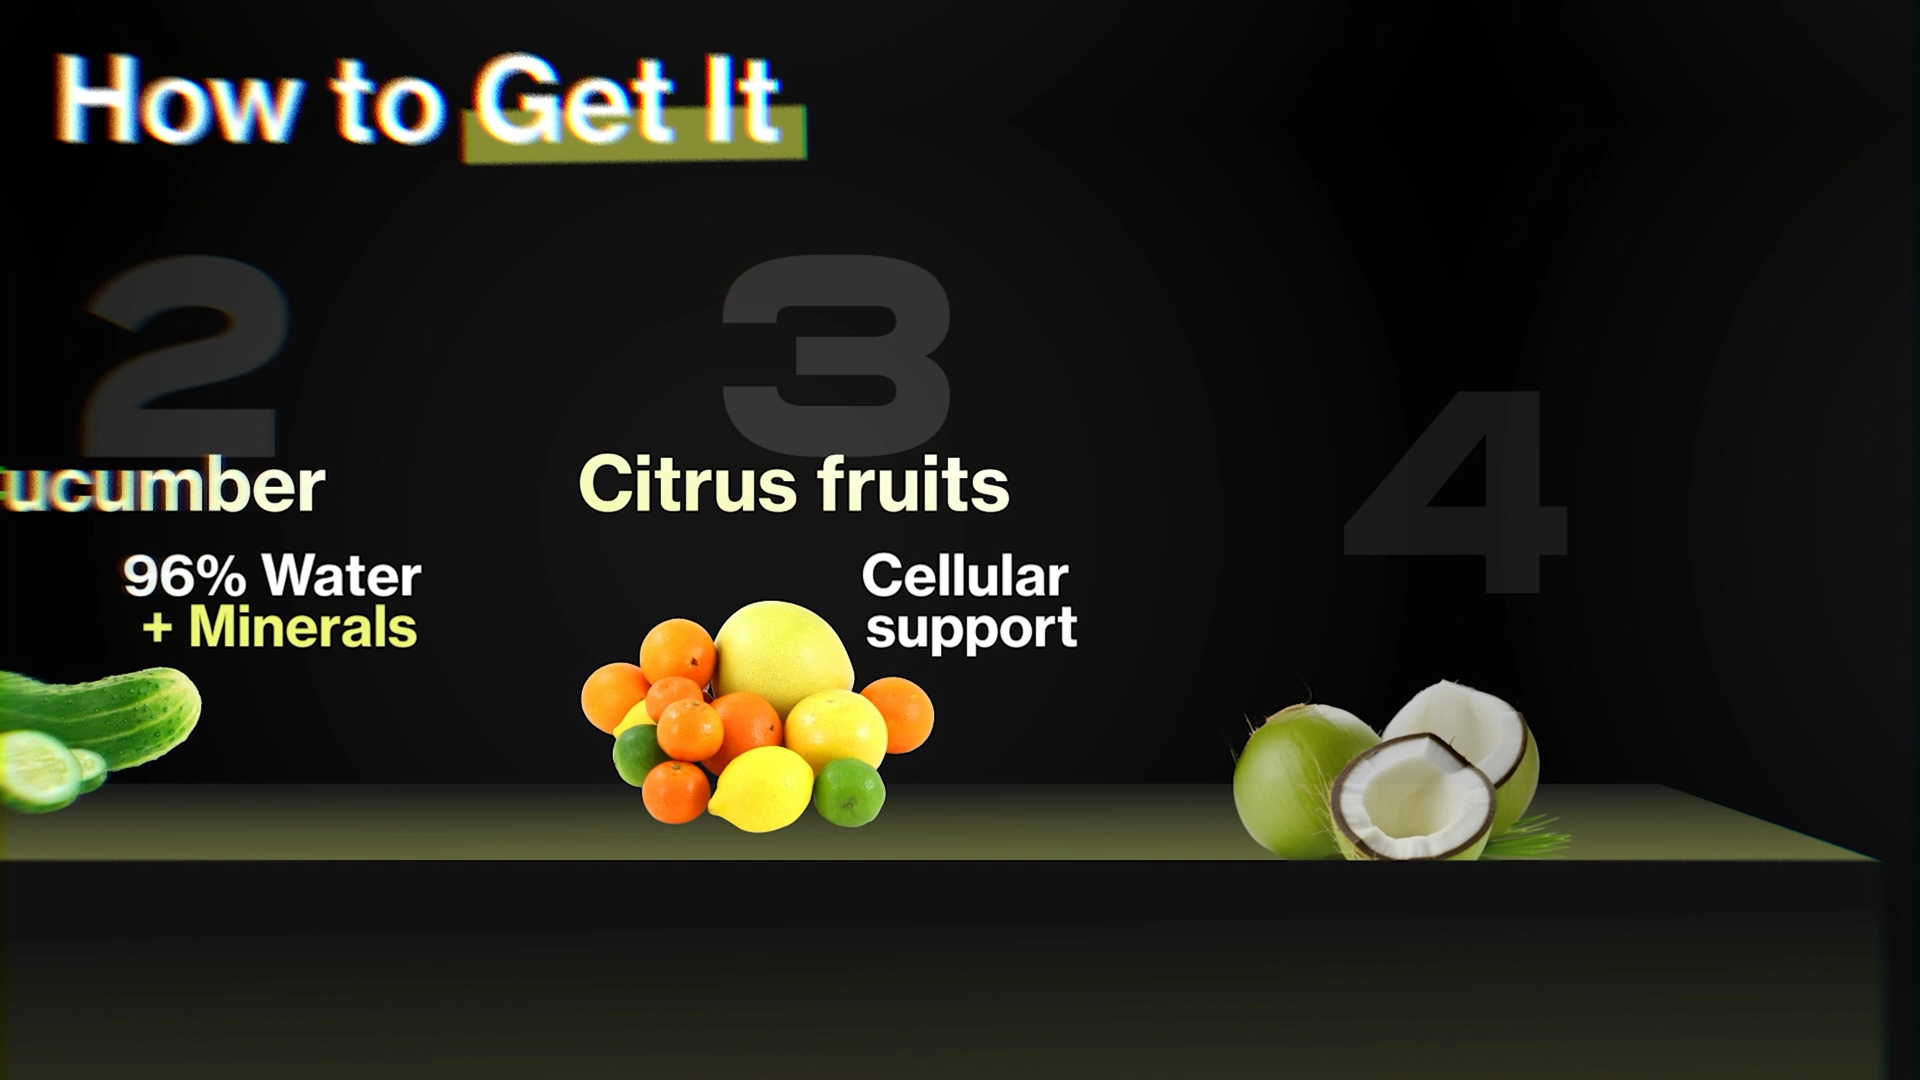 How to Get It
2
ucumber
96% Water
+ Minerals
3
Citrus fruits
Cellular
support
4